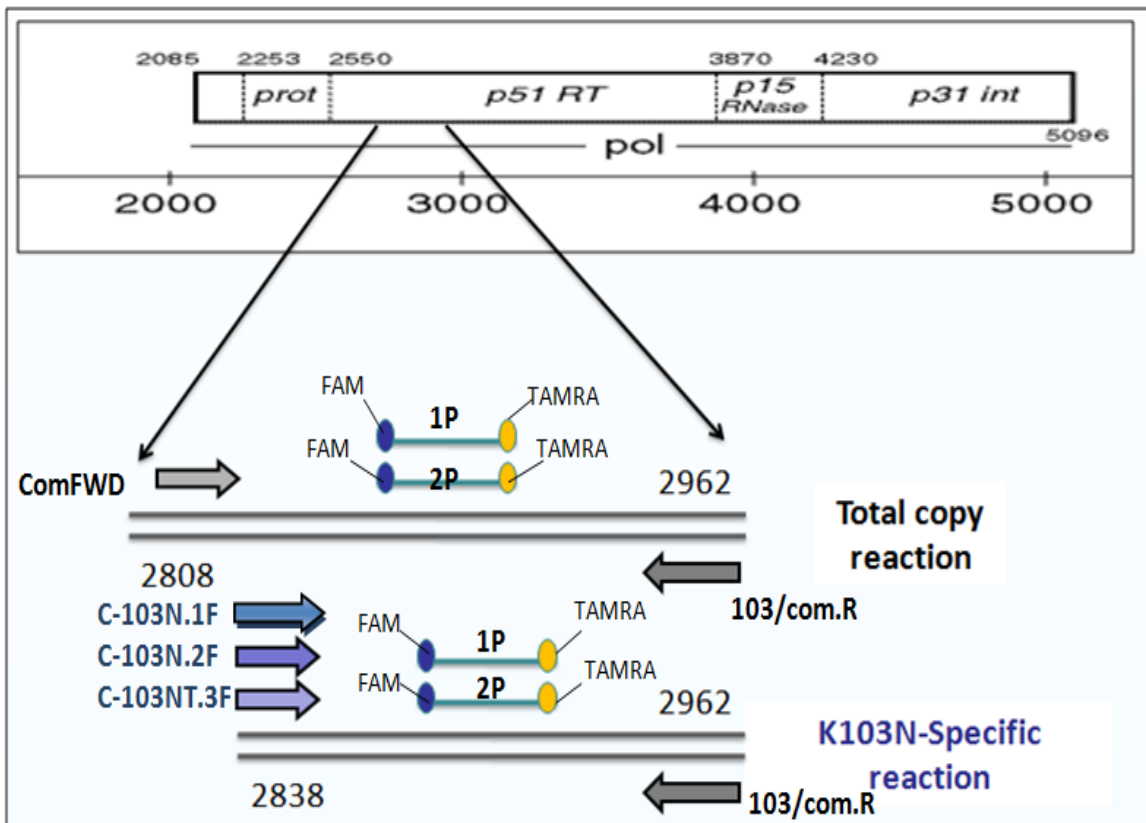 2085 2253 2550 3870 4230
prot p51 RT p15 RNase p31 int
5096
pol
2000 3000 4000 5000
FAM 1P TAMRA
FAM 2P TAMRA
ComFWD
2962
Total copy
reaction
2808
103/com.R
C-103N.1F
C-103N.2F
C-103NT.3F
FAM 1P TAMRA
FAM 2P TAMRA
2962
K103N-Specific
reaction
2838
103/com.R